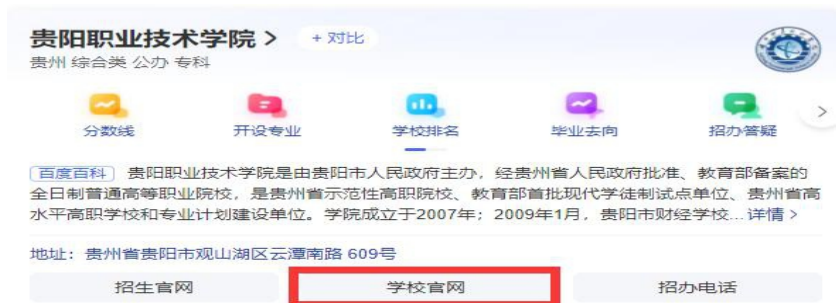 贵阳职业技术学院 > + 对比
贵州 综合类 公办 专科
分数线 开设专业 学校排名 毕业去向 招办答疑 >
百度百科 贵阳职业技术学院是由贵阳市人民政府主办，经贵州省人民政府批准、教育部备案的
全日制普通高等职业院校，是贵州省示范性高职院校、教育部首批现代学徒制试点单位、贵州省高
水平高职学校和专业计划建设单位。学院成立于2007年；2009年1月，贵阳市财经学校...详情 >
地址：贵州省贵阳市观山湖区云潭南路 609号
招生官网 学校官网 招办电话